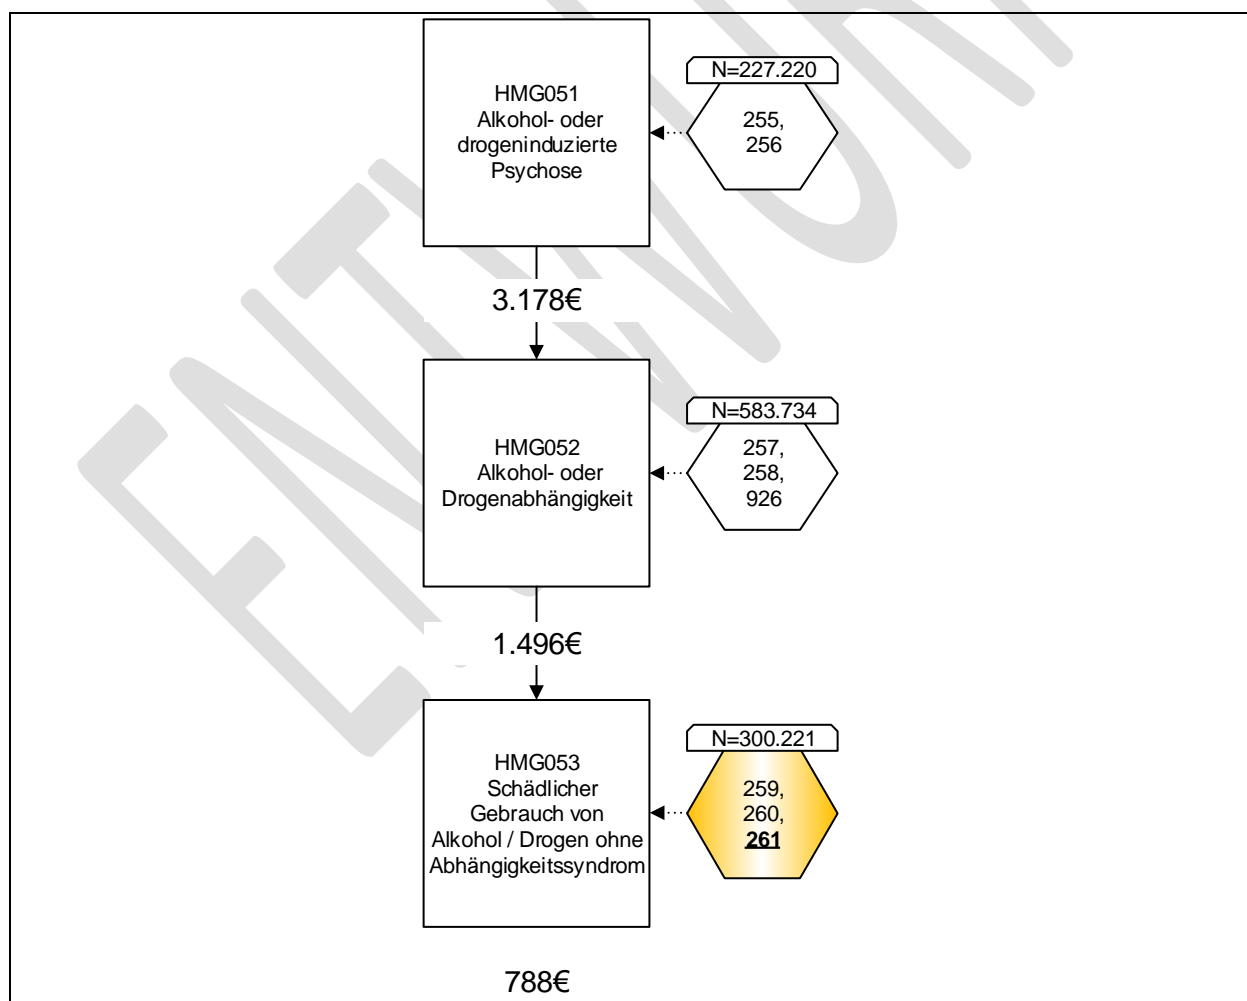 HMG051
Alkohol- oder
drogeninduzierte
Psychose
N=227.220
255,
256
3.178€
HMG052
Alkohol- oder
Drogenabhängigkeit
N=583.734
257,
258,
926
1.496€
HMG053
Schädlicher
Gebrauch von
Alkohol / Drogen ohne
Abhängigkeitssyndrom
N=300.221
259,
260,
261
788€